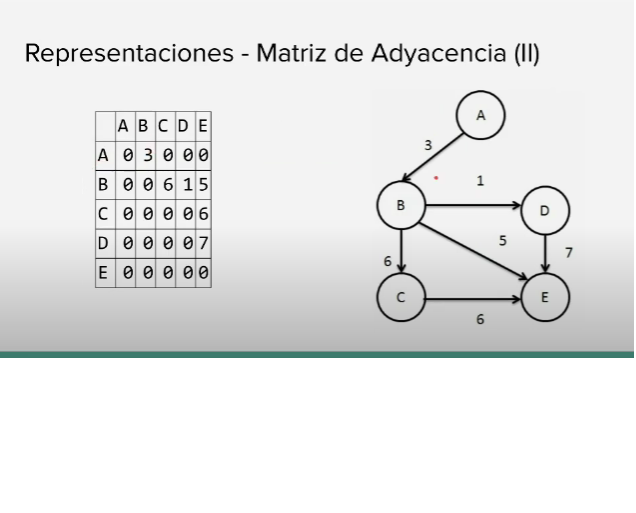 Representaciones - Matriz de Adyacencia (II)
A B C D E
A 0 3 0 0 0
B 0 0 6 1 5
C 0 0 0 0 6
D 0 0 0 0 7
E 0 0 0 0 0
A
3
1
B
D
5
6
7
C
E
6